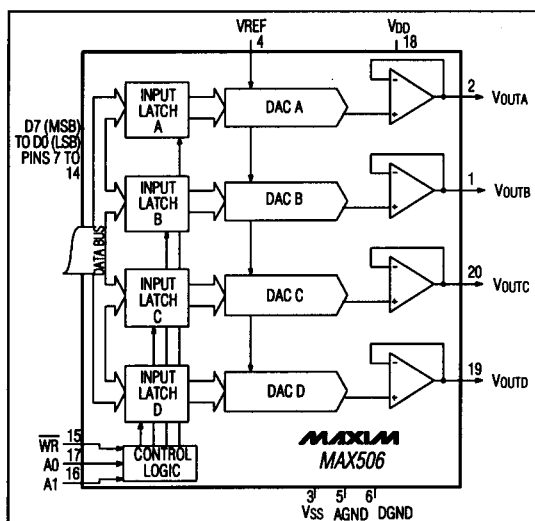 VREF
4
VDD
18
INPUT
LATCH
A
DAC A
2
VOUTA
D7 (MSB)
TO D0 (LSB)
PINS 7 TO
14
INPUT
LATCH
B
DAC B
1
VOUTB
DATA BUS
INPUT
LATCH
C
DAC C
20
VOUTC
INPUT
LATCH
D
DAC D
19
VOUTD
WR 15
A0 17
A1 16
CONTROL
LOGIC
MAXIM
MAX506
3 5 6
VSS AGND DGND
- + - + - + - +